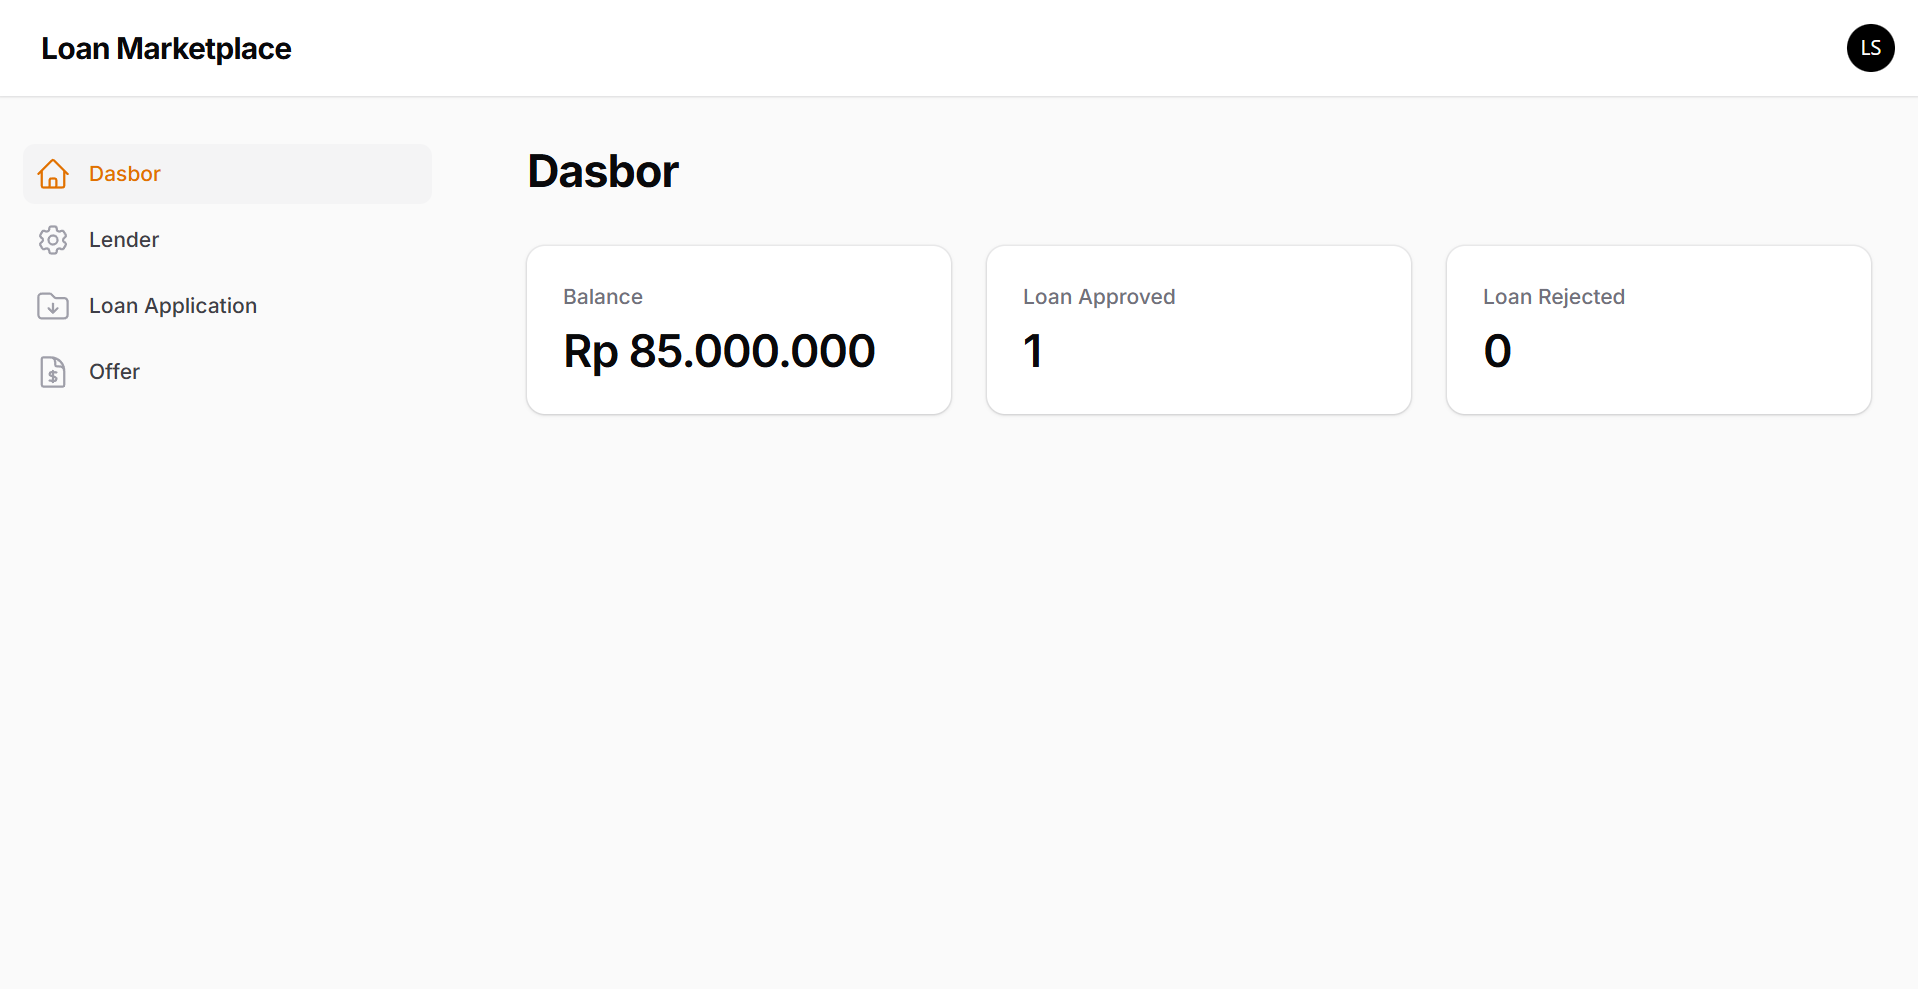 Loan Marketplace
LS
Dasbor
Lender
Loan Application
Offer
Dasbor
Balance
Rp 85.000.000
Loan Approved
1
Loan Rejected
0